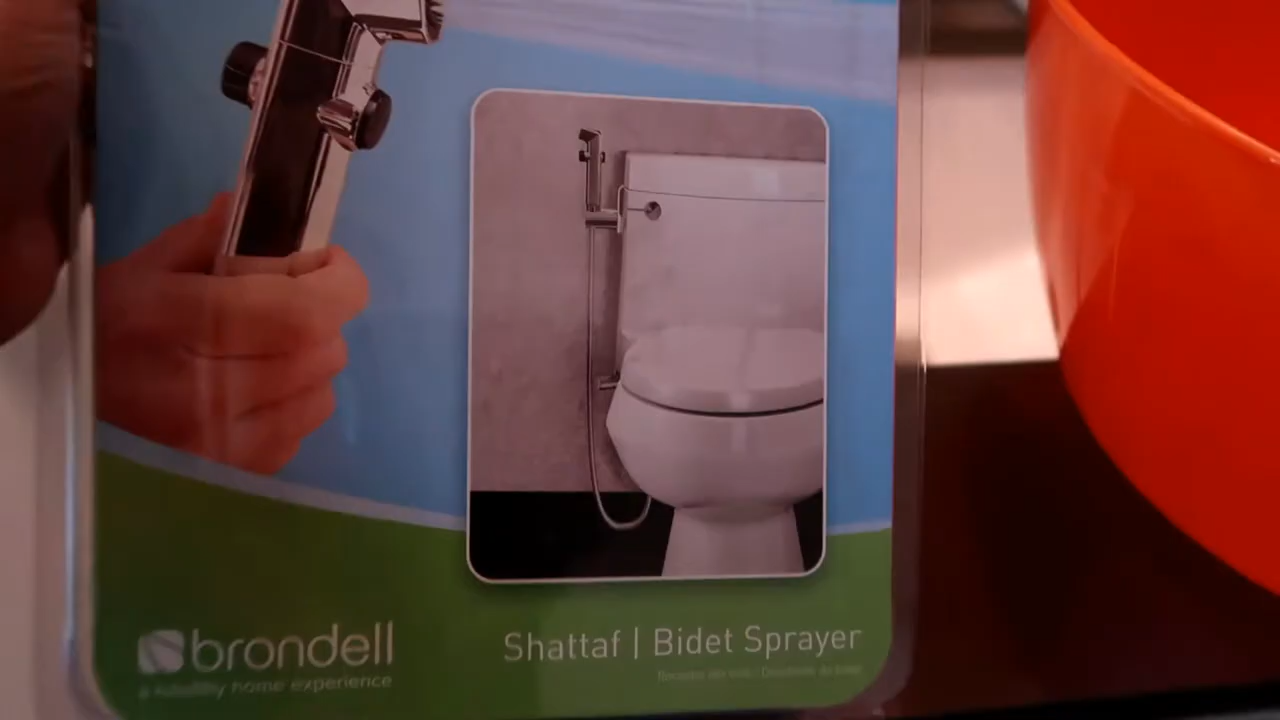 brondell
a healthy home experience
Shattaf | Bidet Sprayer